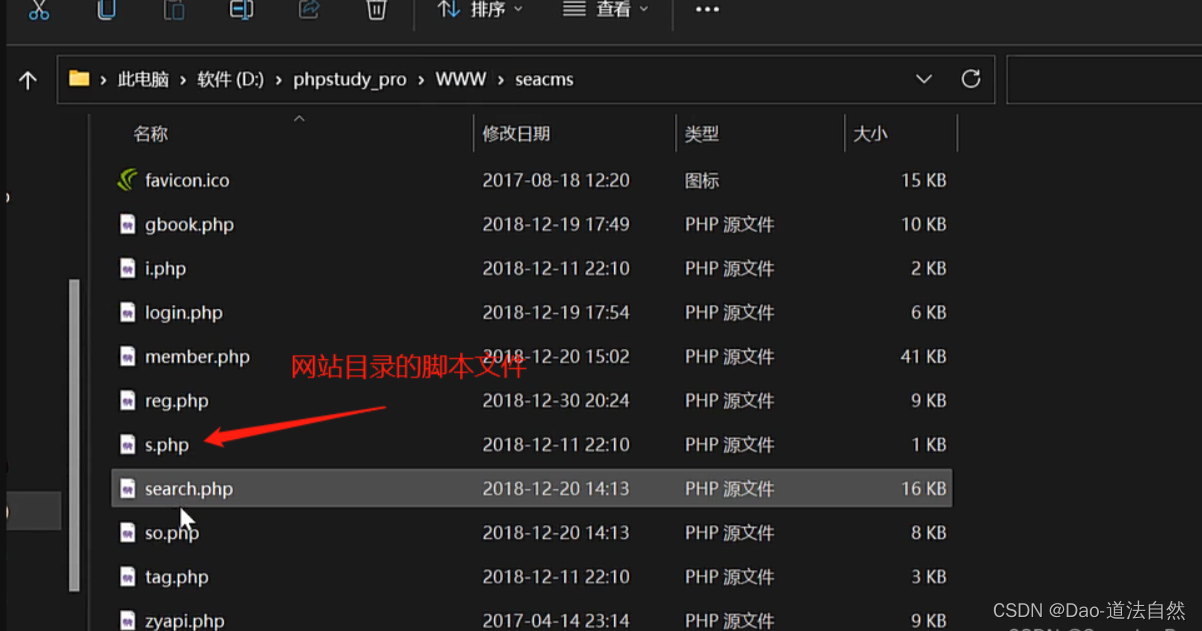 排序 查看
此电脑 › 软件 (D:) › phpstudy_pro › WWW › seacms
名称 修改日期 类型 大小
favicon.ico 2017-08-18 12:20 图标 15 KB
gbook.php 2018-12-19 17:49 PHP 源文件 10 KB
i.php 2018-12-11 22:10 PHP 源文件 2 KB
login.php 2018-12-19 17:54 PHP 源文件 6 KB
member.php 2018-12-20 15:02 PHP 源文件 41 KB
网站目录的脚本文件
reg.php 2018-12-30 20:24 PHP 源文件 9 KB
s.php 2018-12-11 22:10 PHP 源文件 1 KB
search.php 2018-12-20 14:13 PHP 源文件 16 KB
so.php 2018-12-20 14:13 PHP 源文件 8 KB
tag.php 2018-12-11 22:10 PHP 源文件 3 KB
zyapi.php 2017-04-14 23:14 PHP 源文件 9 KB
CSDN @Dao-道法自然